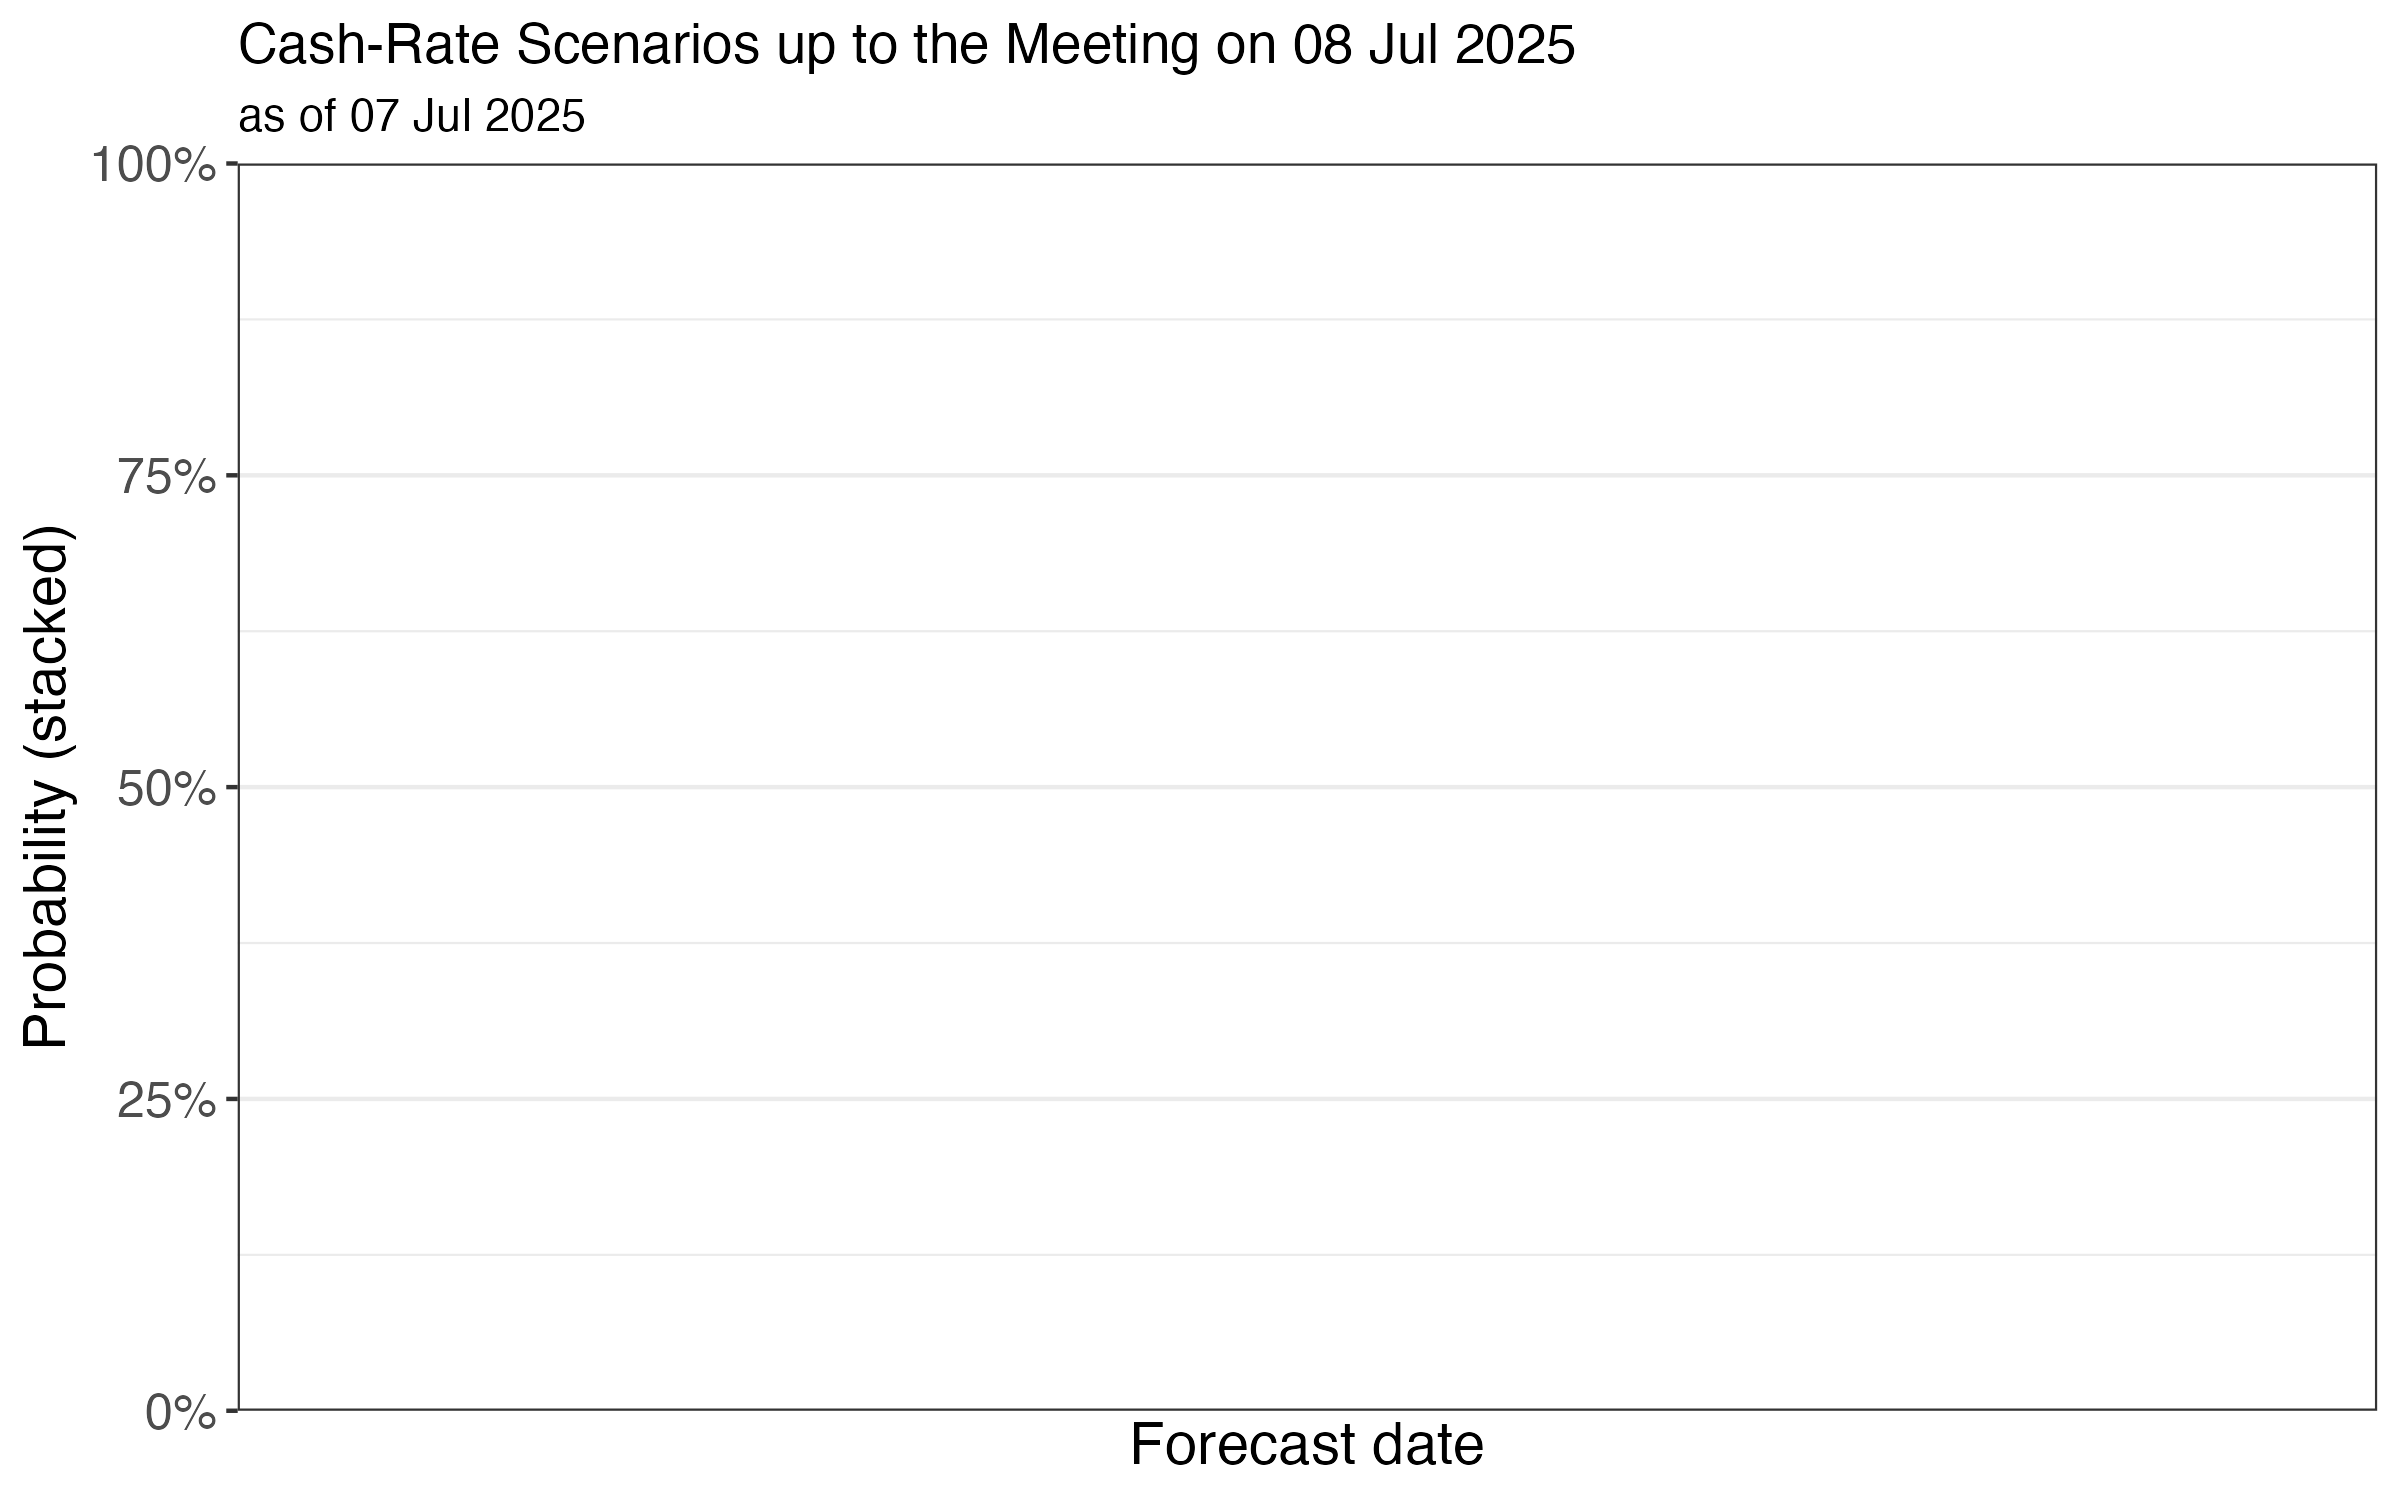 Cash-Rate Scenarios up to the Meeting on 08 Jul 2025
as of 07 Jul 2025
Probability (stacked)
100%
75%
50%
25%
0%
Forecast date